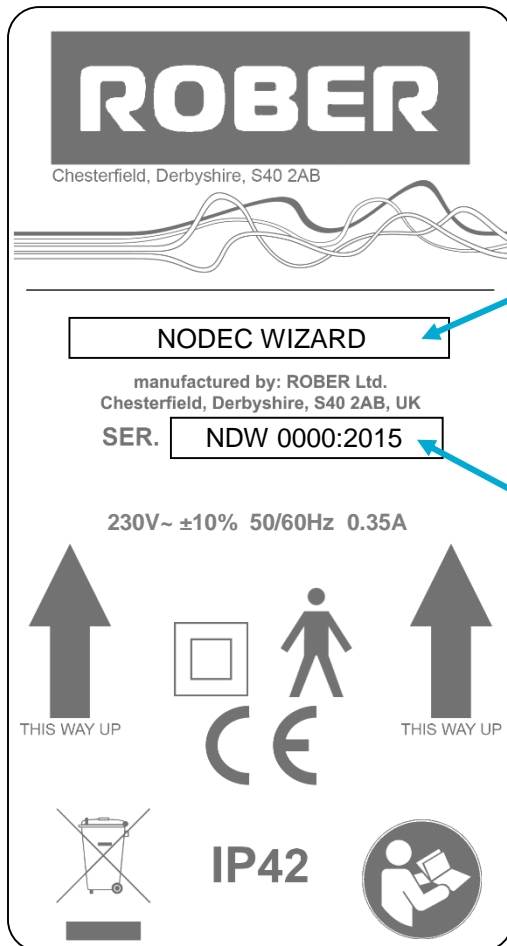 ROBER
Chesterfield, Derbyshire, S40 2AB
NODEC WIZARD
manufactured by: ROBER Ltd.
Chesterfield, Derbyshire, S40 2AB, UK
SER. NDW 0000:2015
230V~ ±10% 50/60Hz 0.35A
THIS WAY UP
THIS WAY UP
CE
IP42